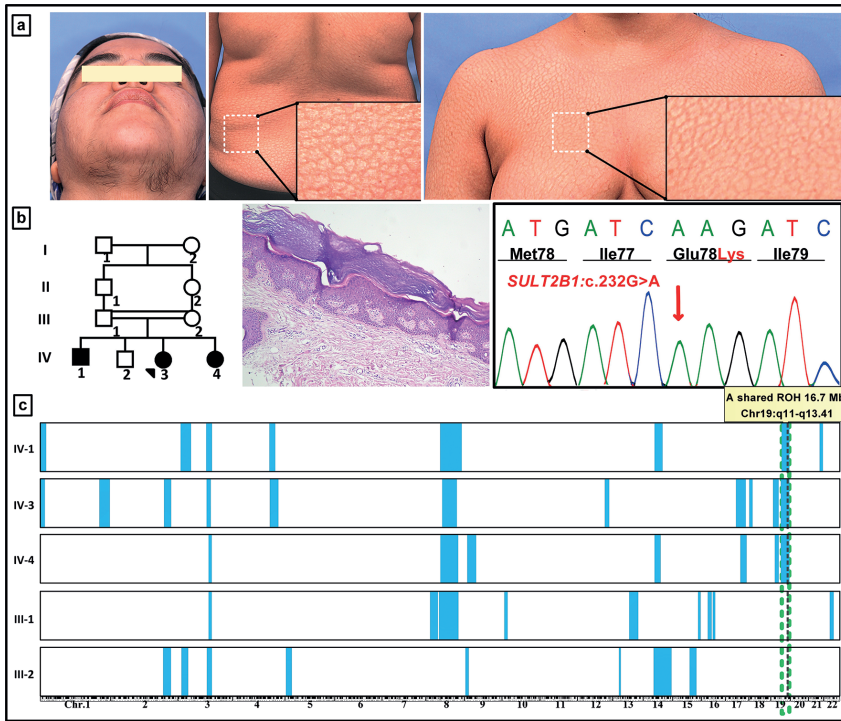 a
b
I
1
2
II
1
2
III
1
2
IV
1
2
3
4
A T G A T C A A G A T C
Met78 Ile77 Glu78Lys Ile79
SULT2B1:c.232G>A
A shared ROH 16.7 Mb
Chr19:q11-q13.41
c
IV-1
IV-3
IV-4
III-1
III-2
Chr.1 2 3 4 5 6 7 8 9 10 11 12 13 14 15 16 17 18 19 20 21 22